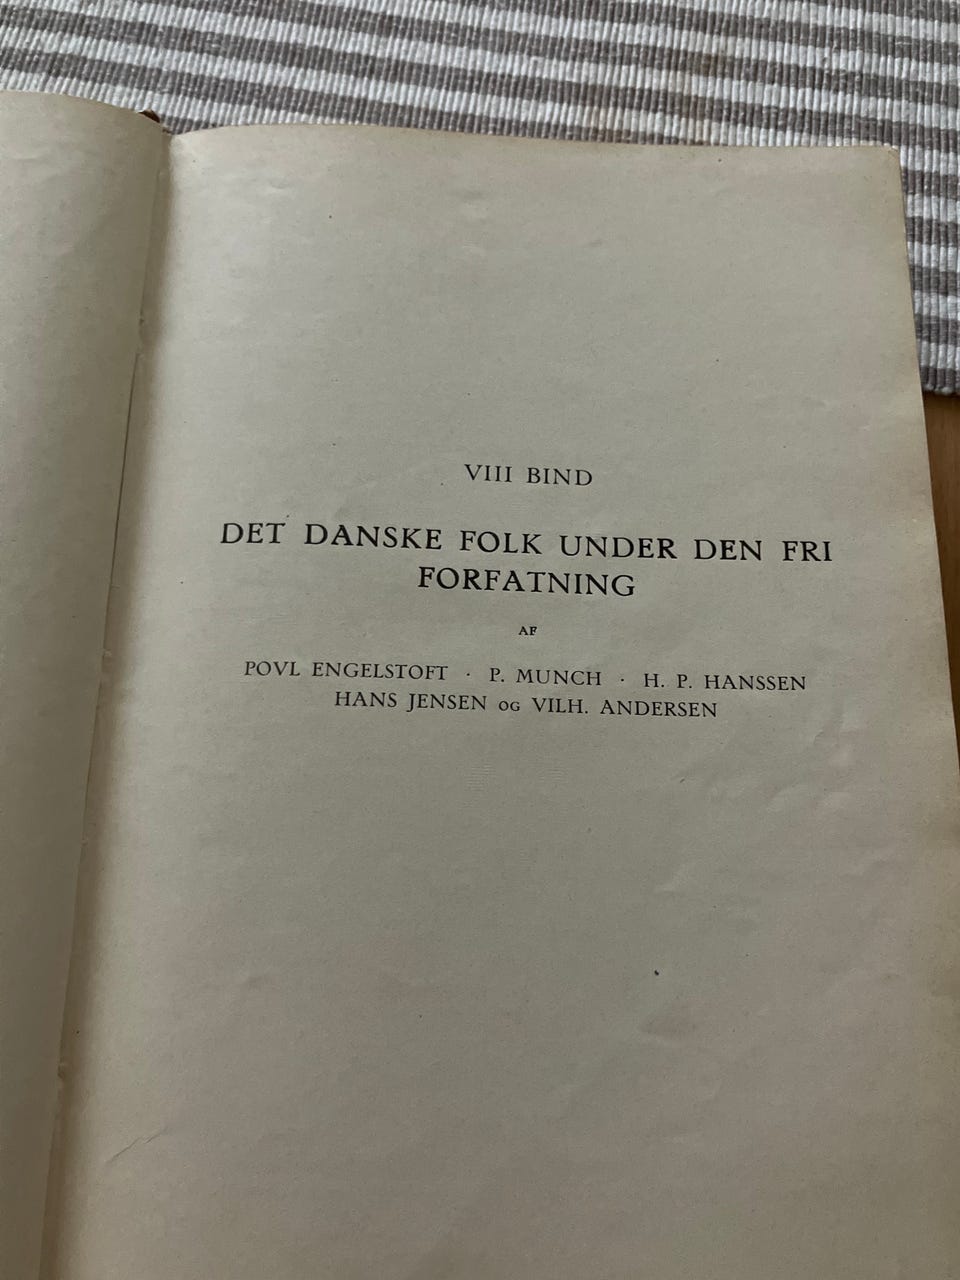 VIII BIND
DET DANSKE FOLK UNDER DEN FRI
FORFATNING
AF
POVL ENGELSTOFT · P. MUNCH · H. P. HANSSEN
HANS JENSEN OG VILH. ANDERSEN